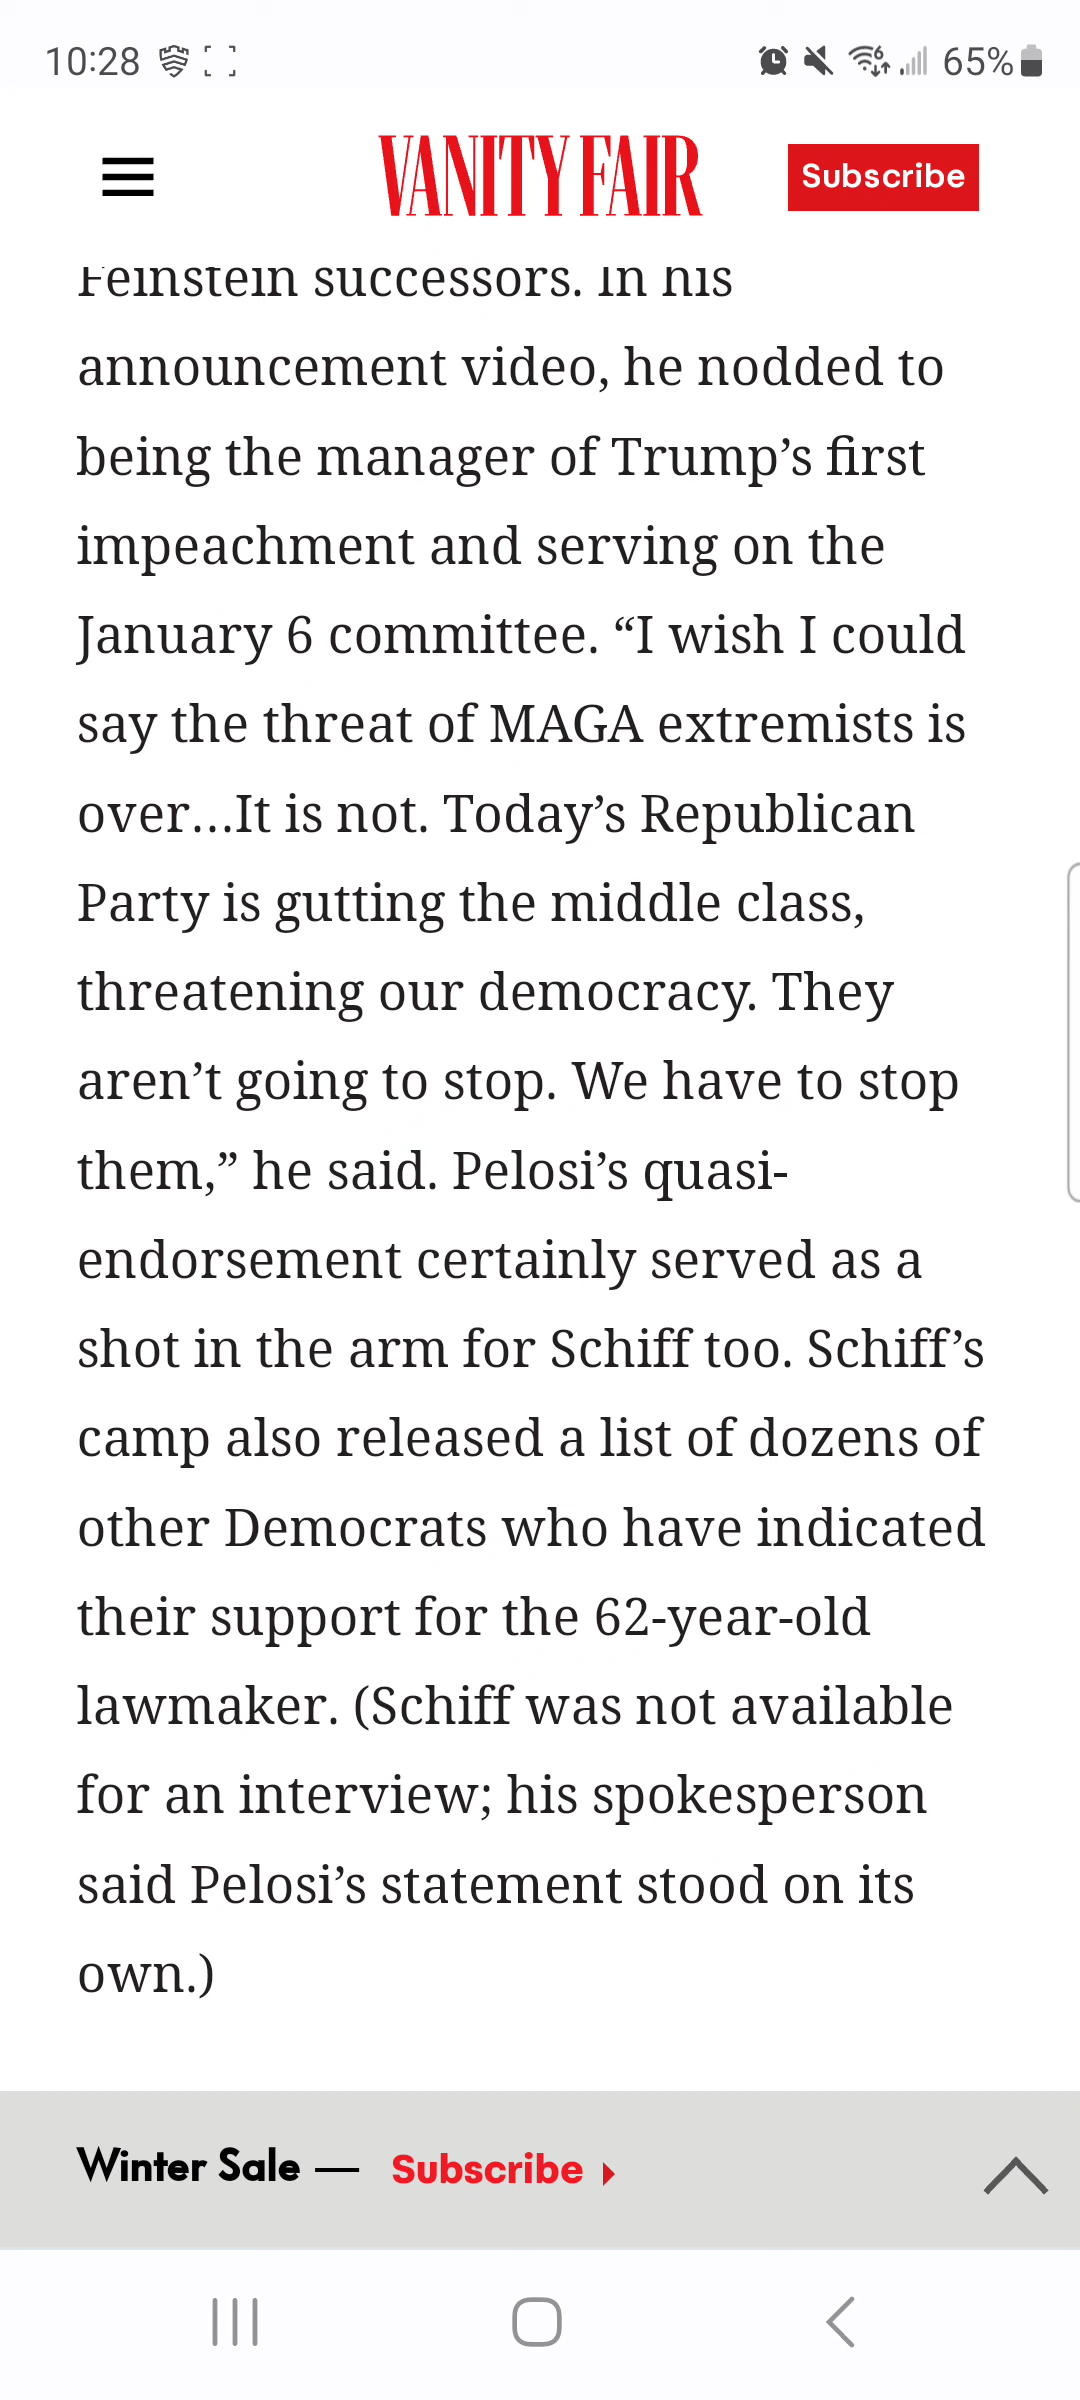 10:28
65%
VANITY FAIR
Subscribe
Feinstein successors. In his
announcement video, he nodded to
being the manager of Trump’s first
impeachment and serving on the
January 6 committee. “I wish I could
say the threat of MAGA extremists is
over…It is not. Today’s Republican
Party is gutting the middle class,
threatening our democracy. They
aren’t going to stop. We have to stop
them,” he said. Pelosi’s quasi-
endorsement certainly served as a
shot in the arm for Schiff too. Schiff’s
camp also released a list of dozens of
other Democrats who have indicated
their support for the 62-year-old
lawmaker. (Schiff was not available
for an interview; his spokesperson
said Pelosi’s statement stood on its
own.)
Winter Sale — Subscribe